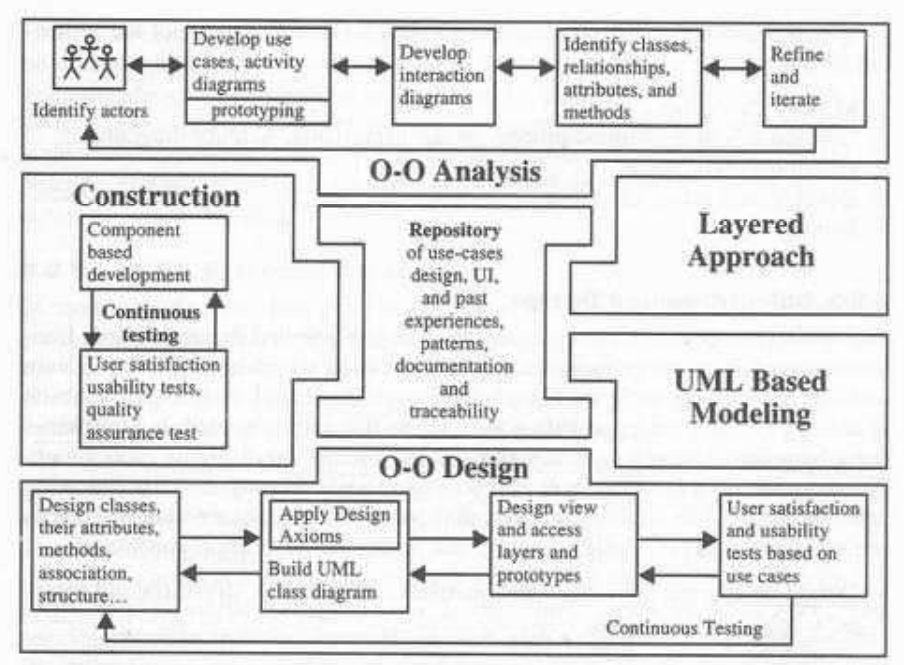 Develop use
cases, activity
diagrams
prototyping
Develop
interaction
diagrams
Identify classes,
relationships,
attributes, and
methods
Refine
and
iterate
Identify actors
O-O Analysis
Construction
Component
based
development
Continuous
testing
User satisfaction
usability tests,
quality
assurance test
Repository
of use-cases
design, UI,
and past
experiences,
patterns,
documentation
and
traceability
Layered
Approach
UML Based
Modeling
O-O Design
Design classes,
their attributes,
methods,
association,
structure....
Apply Design
Axioms
Build UML
class diagram
Design view
and access
layers and
prototypes
User satisfaction
and usability
tests based on
use cases
Continuous Testing